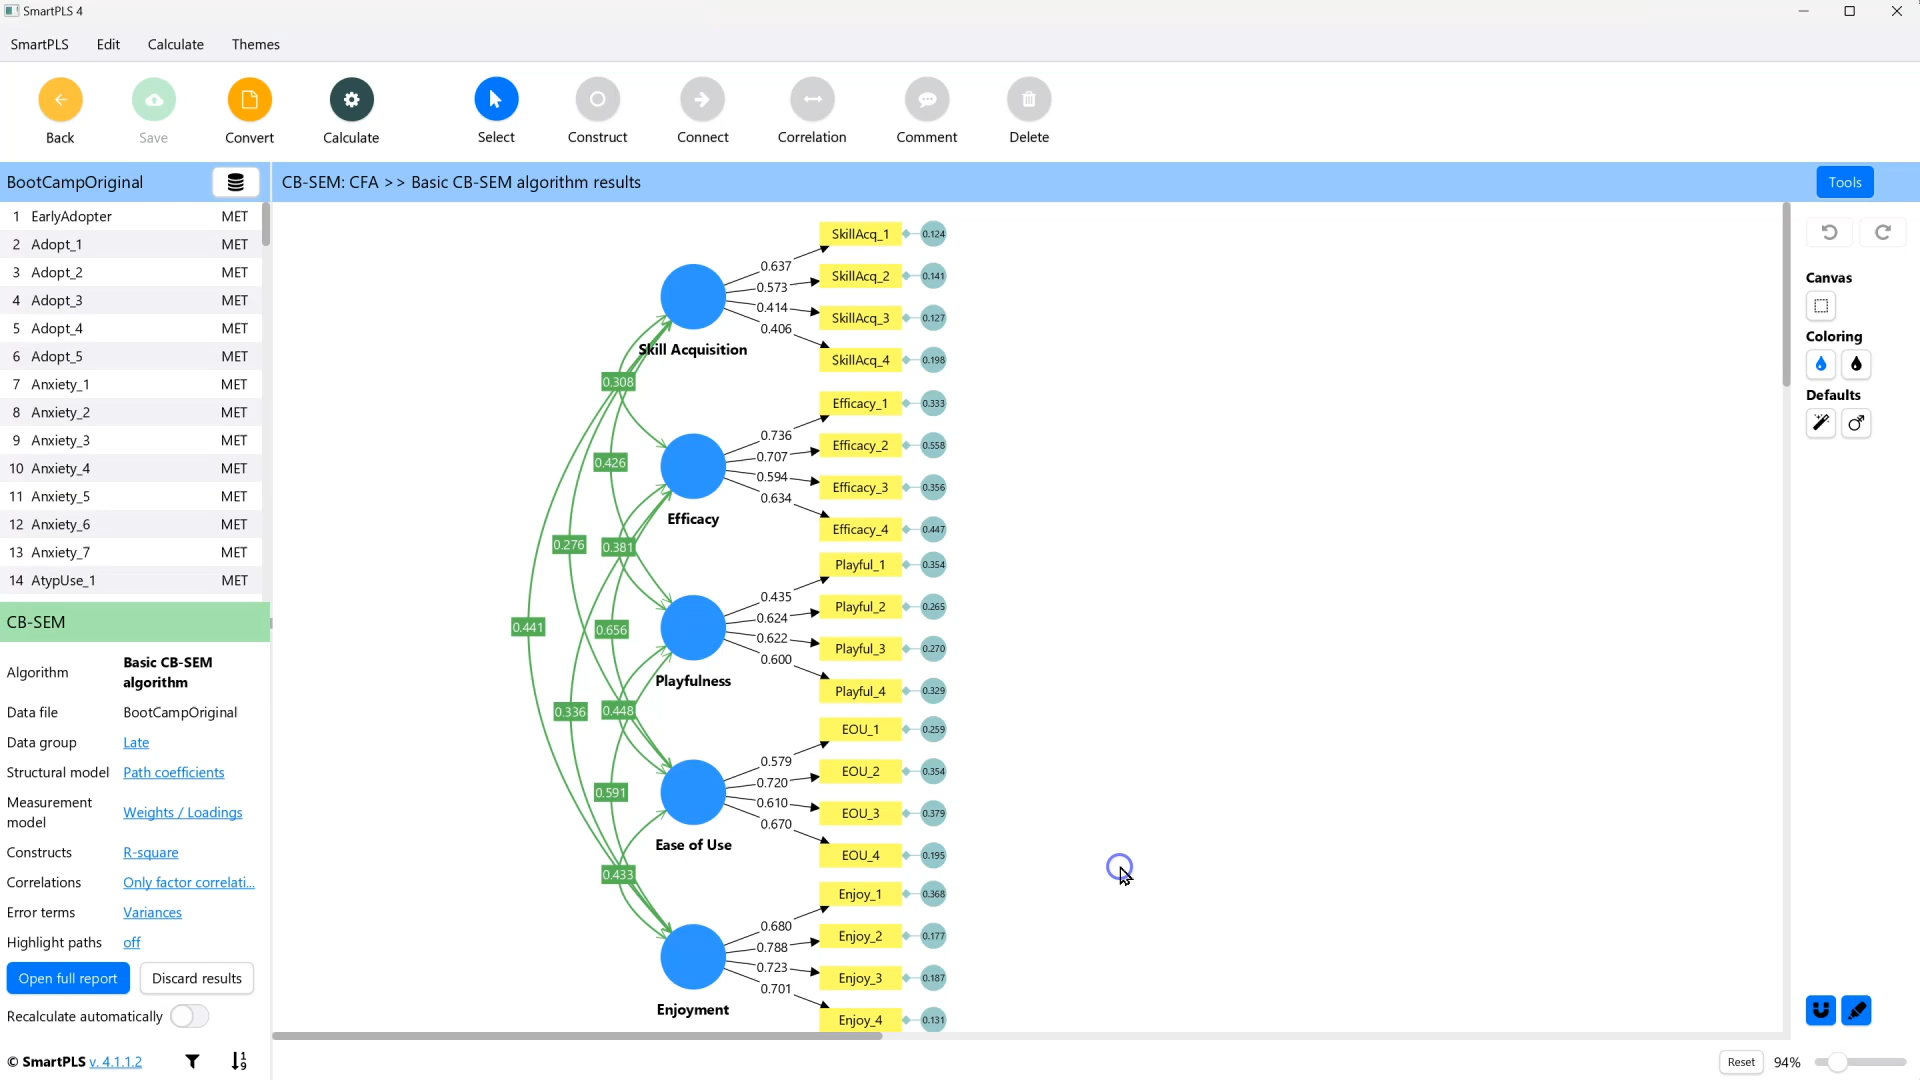 SmartPLS 4
SmartPLS Edit Calculate Themes
Back Save Convert Calculate Select Construct Connect Correlation Comment Delete
BootCampOriginal
CB-SEM: CFA >> Basic CB-SEM algorithm results
Tools
1 EarlyAdopter MET
2 Adopt_1 MET
3 Adopt_2 MET
4 Adopt_3 MET
5 Adopt_4 MET
6 Adopt_5 MET
7 Anxiety_1 MET
8 Anxiety_2 MET
9 Anxiety_3 MET
10 Anxiety_4 MET
11 Anxiety_5 MET
12 Anxiety_6 MET
13 Anxiety_7 MET
14 AtypUse_1 MET
CB-SEM
Algorithm Basic CB-SEM
algorithm
Data file BootCampOriginal
Data group Late
Structural model Path coefficients
Measurement
model Weights / Loadings
Constructs R-square
Correlations Only factor correlati...
Error terms Variances
Highlight paths off
Open full report Discard results
Recalculate automatically
© SmartPLS v. 4.1.1.2
1
9
0.637 SkillAcq_1 0.124
0.573 SkillAcq_2 0.141
0.414 SkillAcq_3 0.127
0.406 SkillAcq_4 0.198
Skill Acquisition
0.736 Efficacy_1 0.333
0.707 Efficacy_2 0.558
0.594 Efficacy_3 0.356
0.634 Efficacy_4 0.447
Efficacy
0.435 Playful_1 0.354
0.624 Playful_2 0.265
0.622 Playful_3 0.270
0.600 Playful_4 0.329
Playfulness
0.579 EOU_1 0.259
0.720 EOU_2 0.354
0.610 EOU_3 0.379
0.670 EOU_4 0.195
Ease of Use
0.680 Enjoy_1 0.368
0.788 Enjoy_2 0.177
0.723 Enjoy_3 0.187
0.701 Enjoy_4 0.131
Enjoyment
0.308
0.426
0.276
0.381
0.441
0.656
0.336
0.448
0.591
0.433
Canvas
Coloring
Defaults
Reset 94%